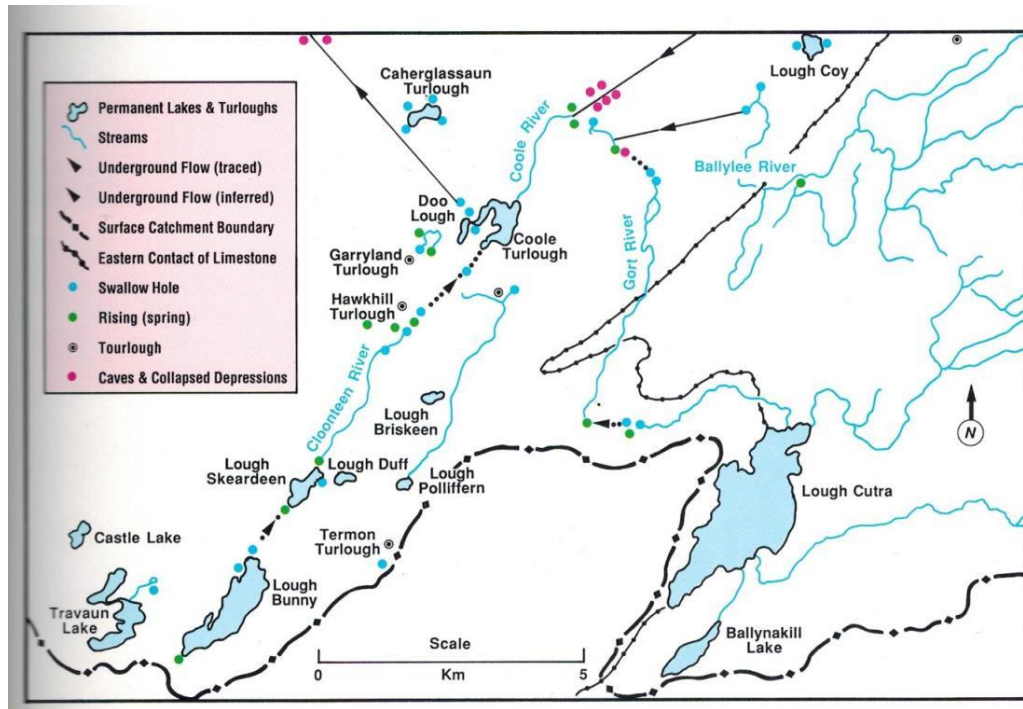 Permanent Lakes & Turloughs
Streams
Underground Flow (traced)
Underground Flow (inferred)
Surface Catchment Boundary
Eastern Contact of Limestone
Swallow Hole
Rising (spring)
Tourlough
Caves & Collapsed Depressions
Caherglassaun
Turlough
Lough Coy
Coole River
Ballylee River
Doo
Lough
Coole
Turlough
Garryland
Turlough
Gort River
Hawkhill
Turlough
Cloonteen River
Lough
Briskeen
N
Lough
Skeardeen
Lough Duff
Lough
Polliffern
Lough Cutra
Castle Lake
Termon
Turlough
Lough
Bunny
Travaun
Lake
Ballynakill
Lake
Scale
0
Km
5